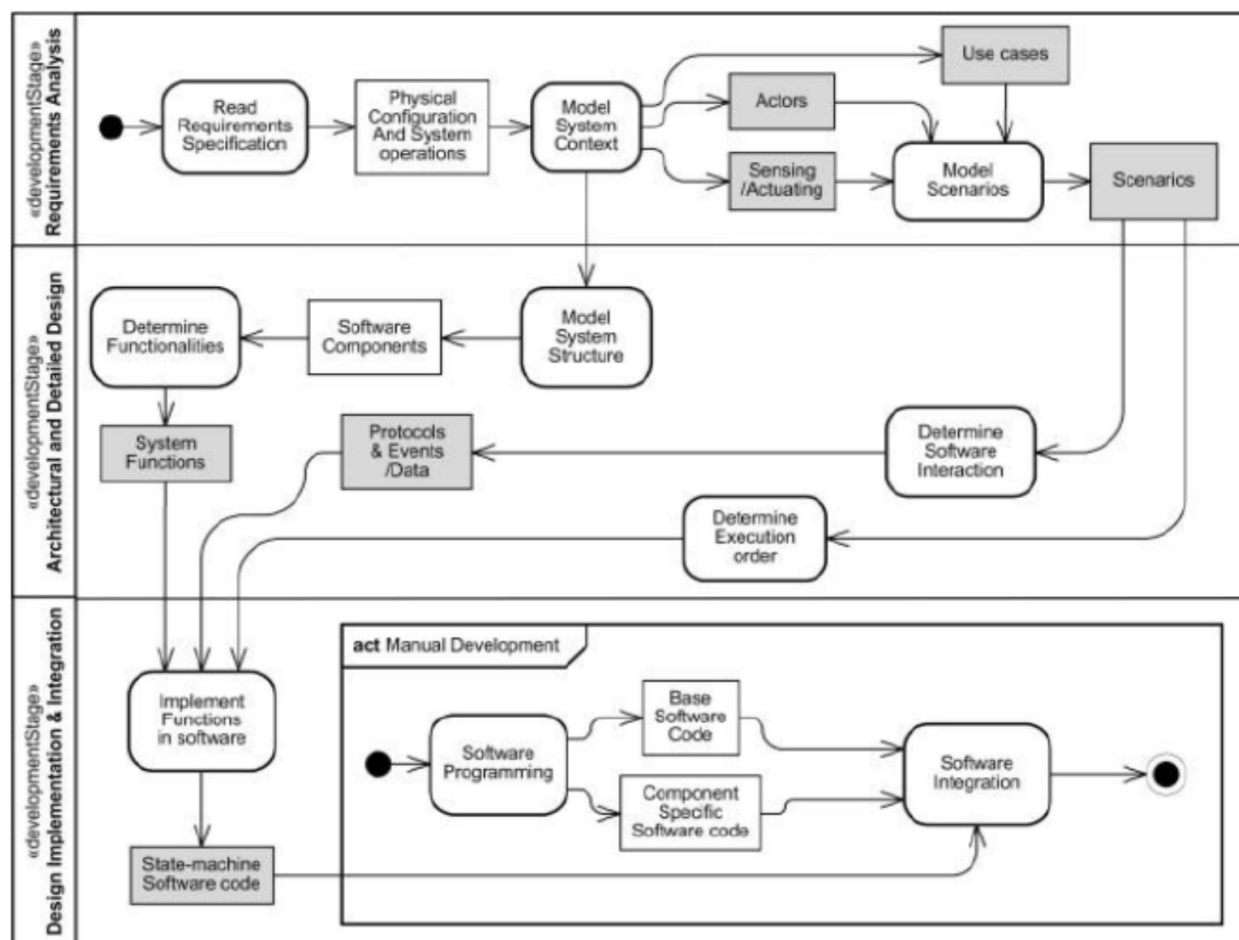 «developmentStage»
Requirements Analysis
Read
Requirements
Specification
Physical
Configuration
And System
operations
Model
System
Context
Use cases
Actors
Sensing
/Actuating
Model
Scenarios
Scenarios
«developmentStage»
Architectural and Detailed Design
Determine
Functionalities
Software
Components
Model
System
Structure
System
Functions
Protocols
& Events
/Data
Determine
Software
Interaction
Determine
Execution
order
«developmentStage»
Design Implementation & Integration
Implement
Functions
in software
State-machine
Software code
act Manual Development
Software
Programming
Base
Software
Code
Component
Specific
Software code
Software
Integration